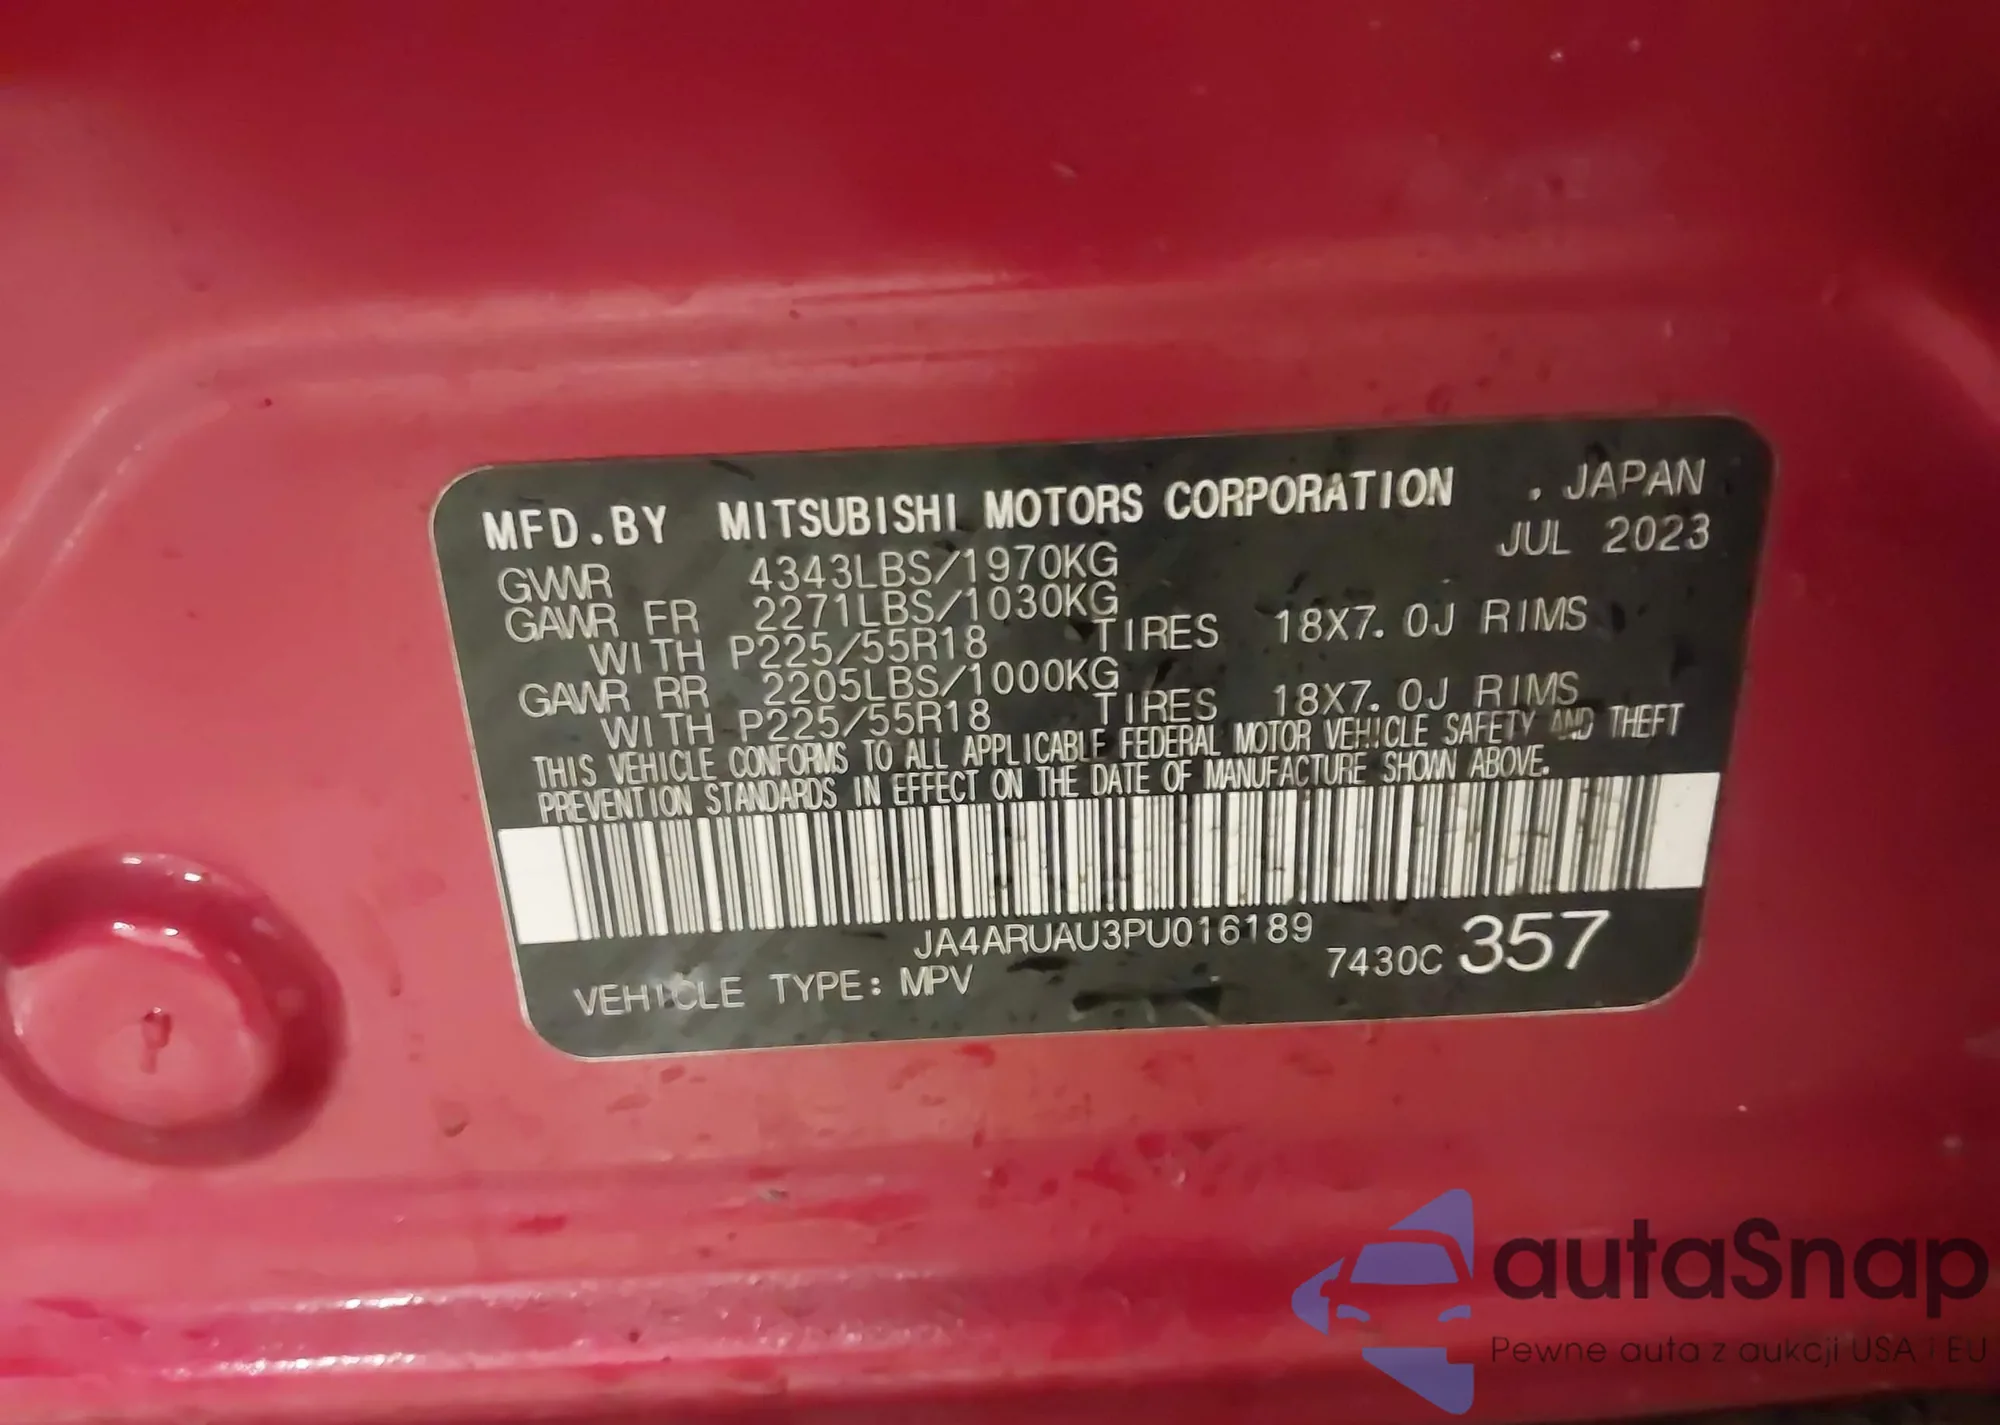 MFD.BY MITSUBISHI MOTORS CORPORATION . JAPAN
JUL 2023
GVWR 4343LBS/1970KG
GAWR FR 2271LBS/1030KG
WITH P225/55R18 TIRES 18X7.0J RIMS
GAWR RR 2205LBS/1000KG
WITH P225/55R18 TIRES 18X7.0J RIMS
THIS VEHICLE CONFORMS TO ALL APPLICABLE FEDERAL MOTOR VEHICLE SAFETY AND THEFT
PREVENTION STANDARDS IN EFFECT ON THE DATE OF MANUFACTURE SHOWN ABOVE.
JA4ARUAU3PU016189
7430C 357
VEHICLE TYPE: MPV
autaSnap
Pewne auta z aukcji USA i EU